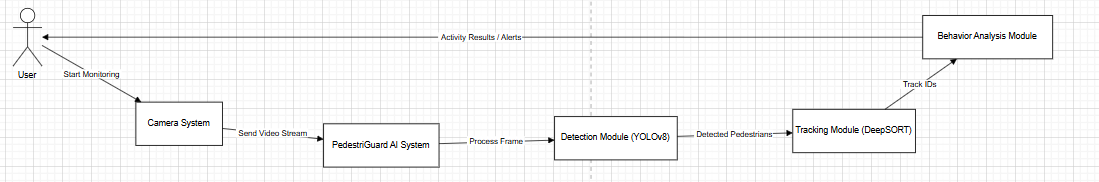 Behavior Analysis Module
Activity Results / Alerts
User
Start Monitoring
Track IDs
Camera System
Send Video Stream
PedestriGuard AI System
Process Frame
Detection Module (YOLOv8)
Detected Pedestrians
Tracking Module (DeepSORT)